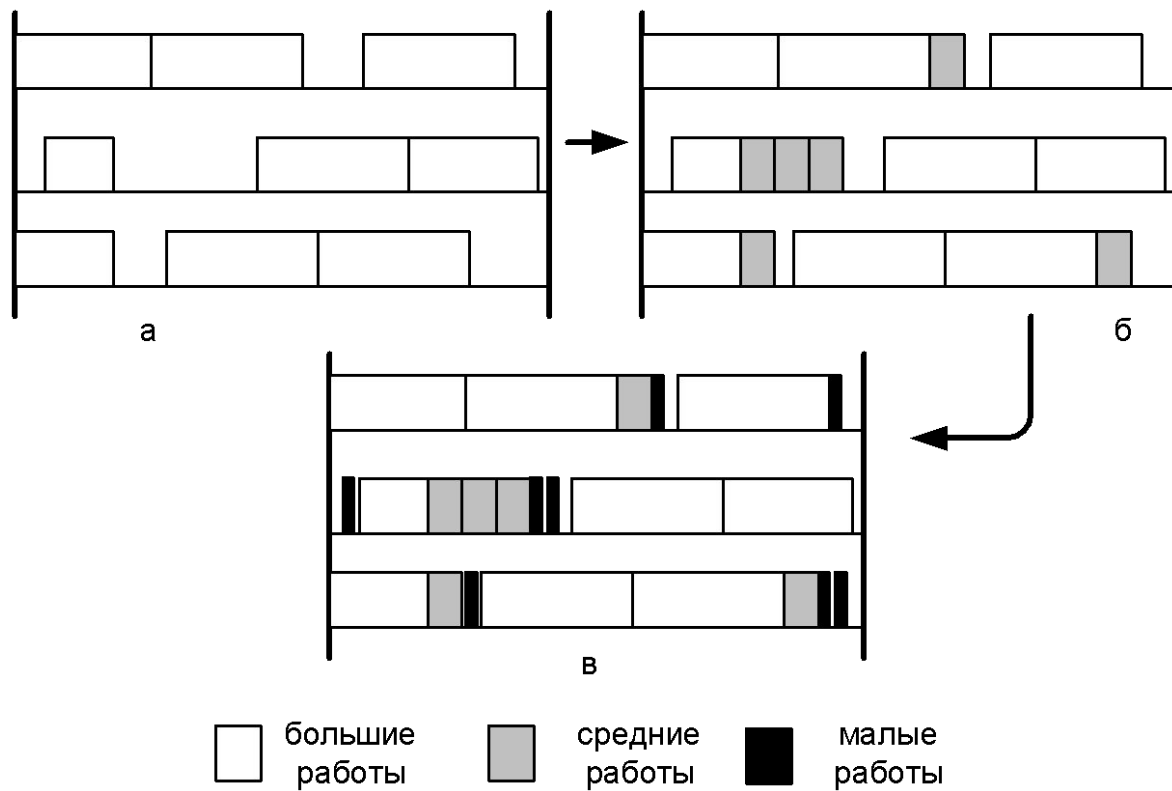 а
б
в
большие
работы
средние
работы
малые
работы